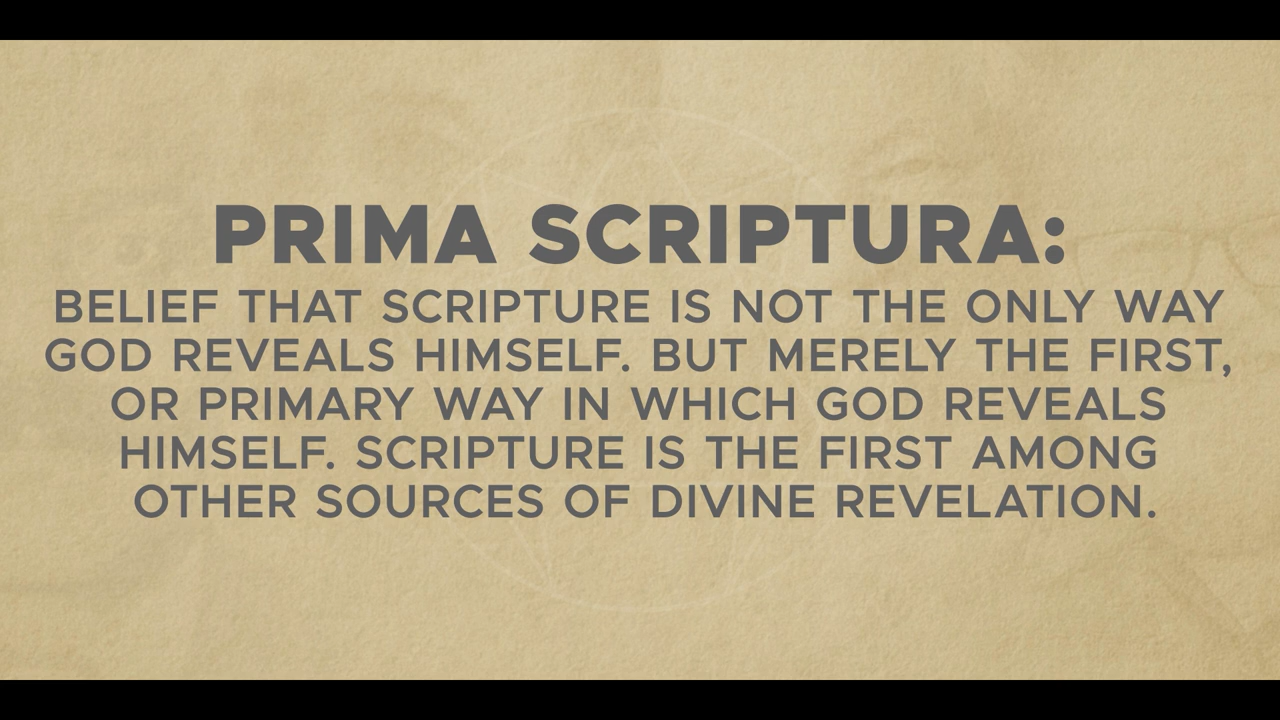 PRIMA SCRIPTURA:
BELIEF THAT SCRIPTURE IS NOT THE ONLY WAY
GOD REVEALS HIMSELF. BUT MERELY THE FIRST,
OR PRIMARY WAY IN WHICH GOD REVEALS
HIMSELF. SCRIPTURE IS THE FIRST AMONG
OTHER SOURCES OF DIVINE REVELATION.